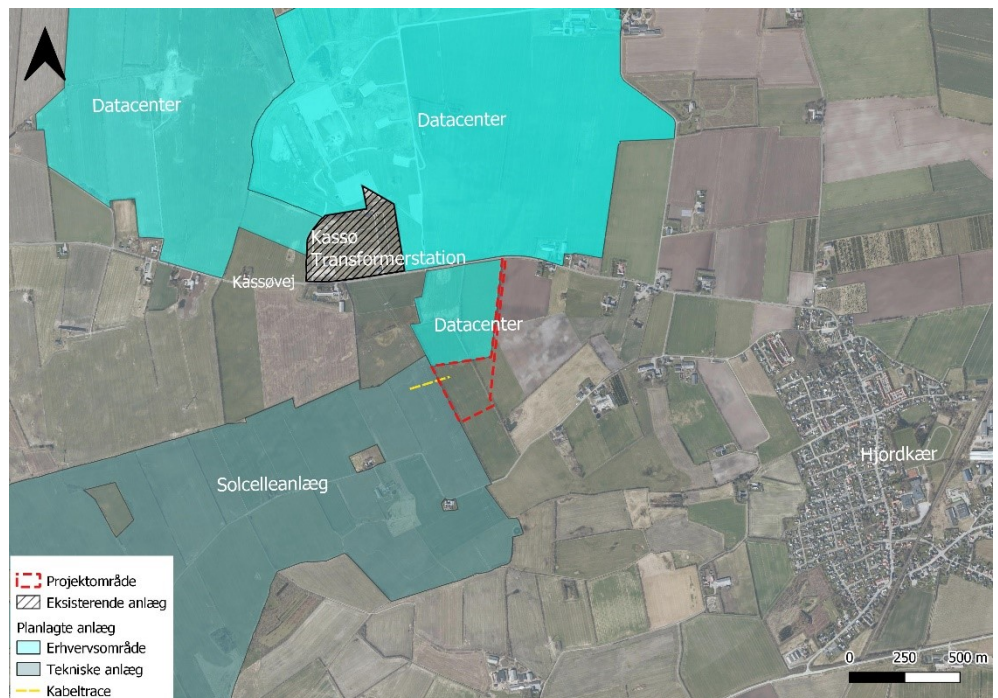 Datacenter
Datacenter
Kassø
Transformerstation
Kassøvej
Datacenter
Hjordkær
Solcelleanlæg
Projektområde
Eksisterende anlæg
Planlagte anlæg
Erhvervsområde
Tekniske anlæg
Kabeltrace
0 250 500 m